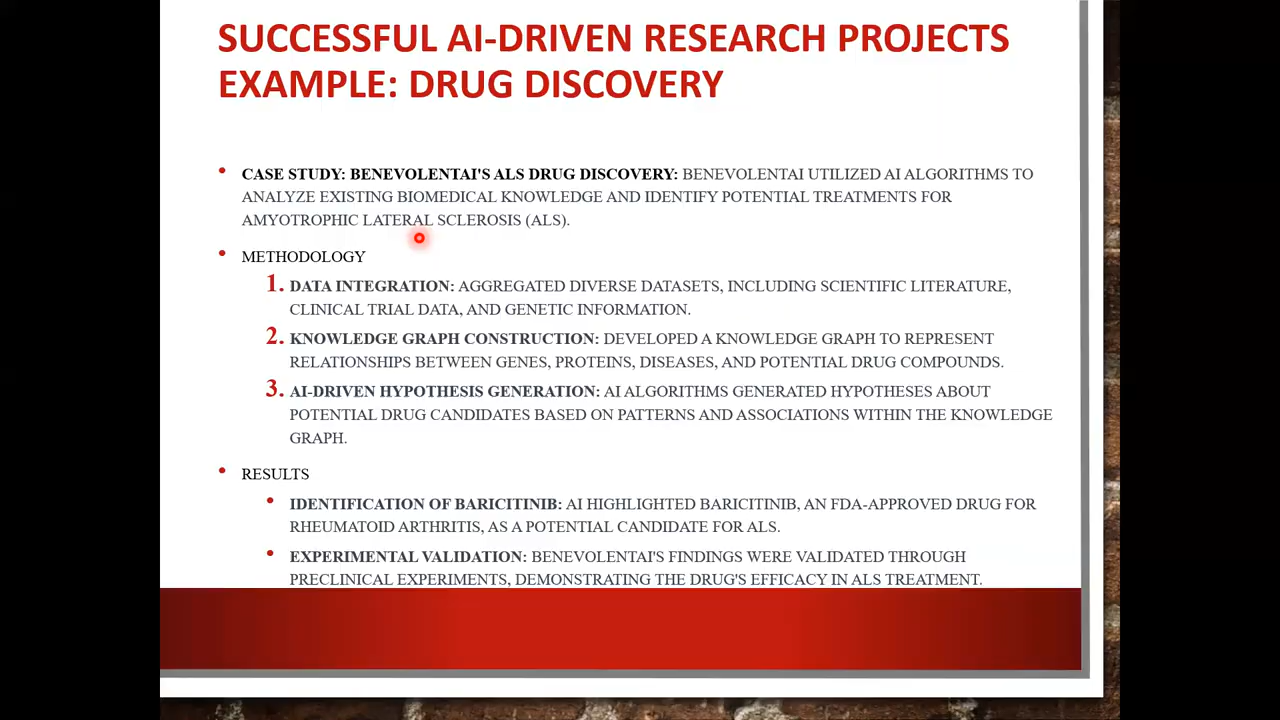 SUCCESSFUL AI-DRIVEN RESEARCH PROJECTS
EXAMPLE: DRUG DISCOVERY
• CASE STUDY: BENEVOLENTAI'S ALS DRUG DISCOVERY: BENEVOLENTAI UTILIZED AI ALGORITHMS TO
ANALYZE EXISTING BIOMEDICAL KNOWLEDGE AND IDENTIFY POTENTIAL TREATMENTS FOR
AMYOTROPHIC LATERAL SCLEROSIS (ALS).
• METHODOLOGY
1. DATA INTEGRATION: AGGREGATED DIVERSE DATASETS, INCLUDING SCIENTIFIC LITERATURE,
CLINICAL TRIAL DATA, AND GENETIC INFORMATION.
2. KNOWLEDGE GRAPH CONSTRUCTION: DEVELOPED A KNOWLEDGE GRAPH TO REPRESENT
RELATIONSHIPS BETWEEN GENES, PROTEINS, DISEASES, AND POTENTIAL DRUG COMPOUNDS.
3. AI-DRIVEN HYPOTHESIS GENERATION: AI ALGORITHMS GENERATED HYPOTHESES ABOUT
POTENTIAL DRUG CANDIDATES BASED ON PATTERNS AND ASSOCIATIONS WITHIN THE KNOWLEDGE
GRAPH.
• RESULTS
• IDENTIFICATION OF BARICITINIB: AI HIGHLIGHTED BARICITINIB, AN FDA-APPROVED DRUG FOR
RHEUMATOID ARTHRITIS, AS A POTENTIAL CANDIDATE FOR ALS.
• EXPERIMENTAL VALIDATION: BENEVOLENTAI'S FINDINGS WERE VALIDATED THROUGH
PRECLINICAL EXPERIMENTS, DEMONSTRATING THE DRUG'S EFFICACY IN ALS TREATMENT.